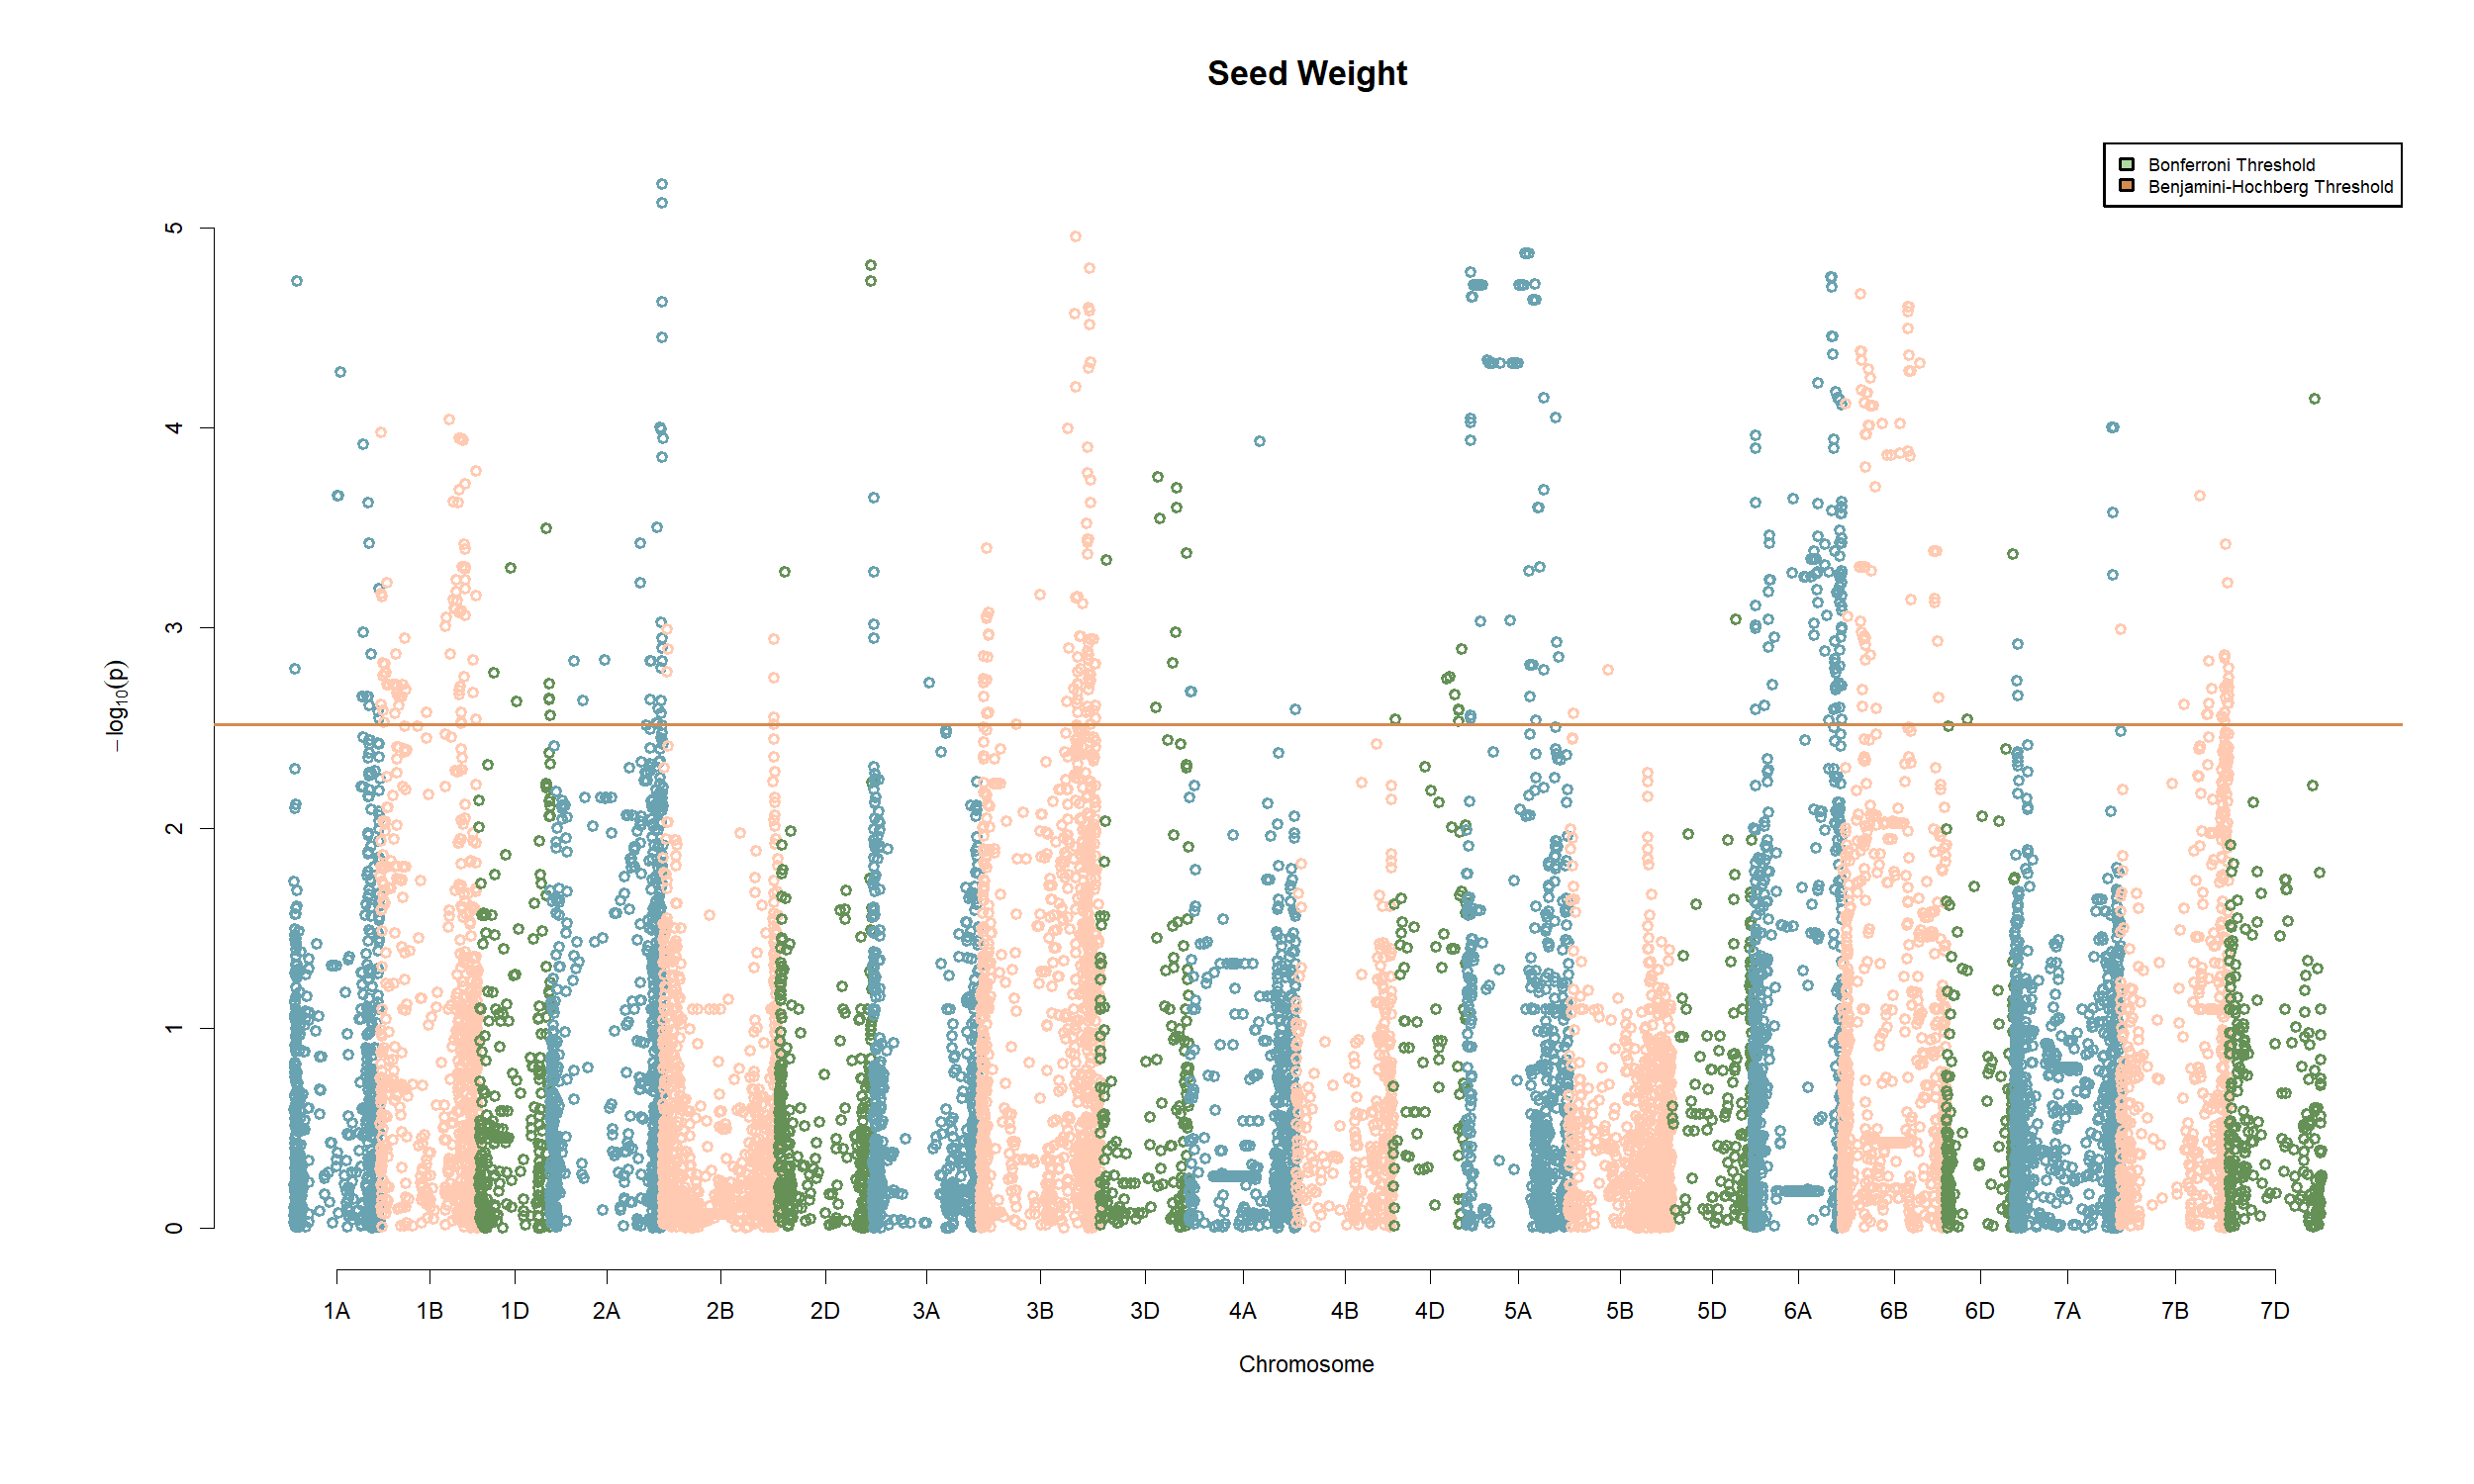 Seed Weight
Bonferroni Threshold
Benjamini-Hochberg Threshold
5
4
3
2
1
0
−log10(p)
1A 1B 1D 2A 2B 2D 3A 3B 3D 4A 4B 4D 5A 5B 5D 6A 6B 6D 7A 7B 7D
Chromosome